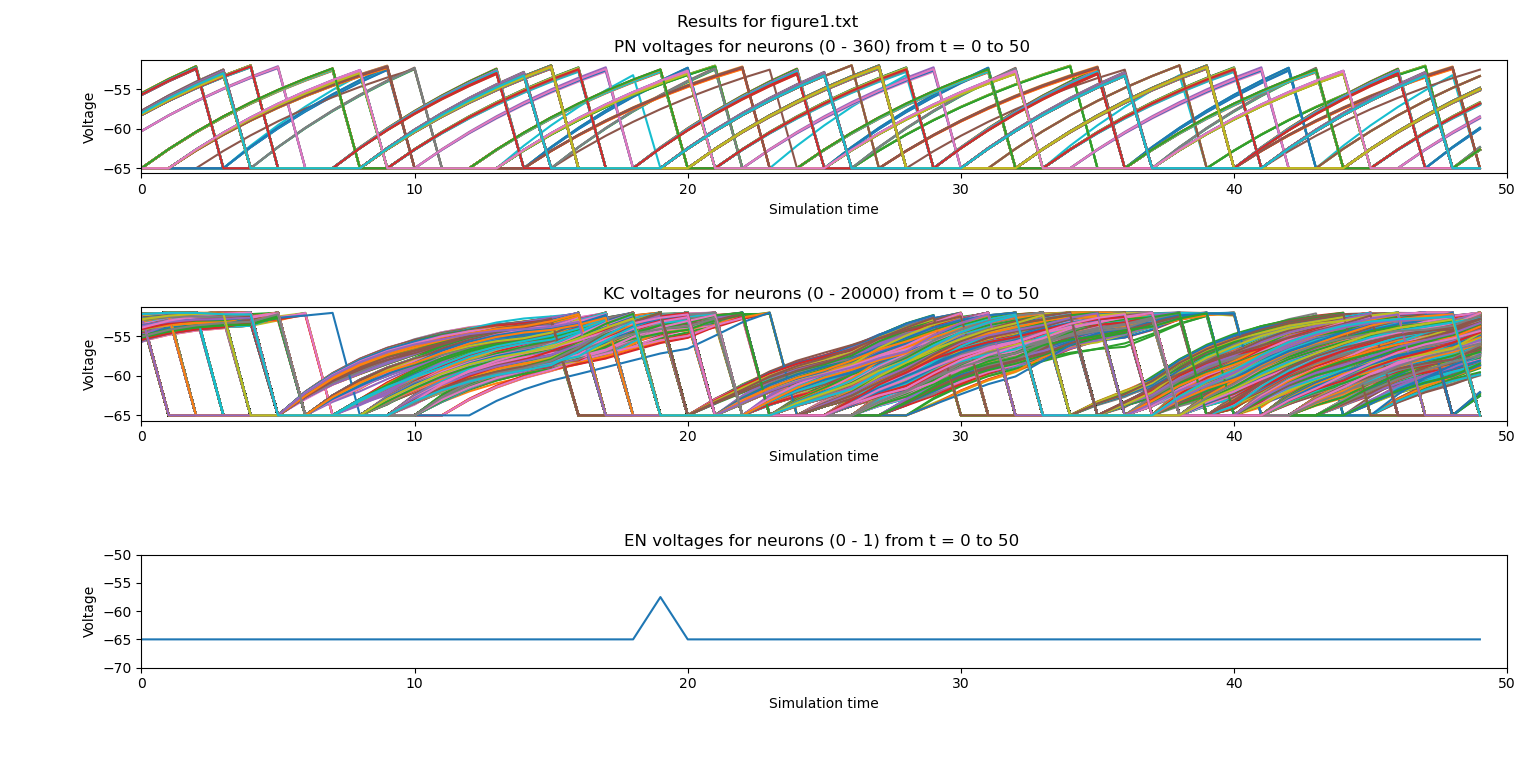 Results for figure1.txt
PN voltages for neurons (0 - 360) from t = 0 to 50
Voltage
−55
−60
−65
0 10 20 30 40 50
Simulation time
KC voltages for neurons (0 - 20000) from t = 0 to 50
Voltage
−55
−60
−65
0 10 20 30 40 50
Simulation time
EN voltages for neurons (0 - 1) from t = 0 to 50
Voltage
−50
−55
−60
−65
−70
0 10 20 30 40 50
Simulation time